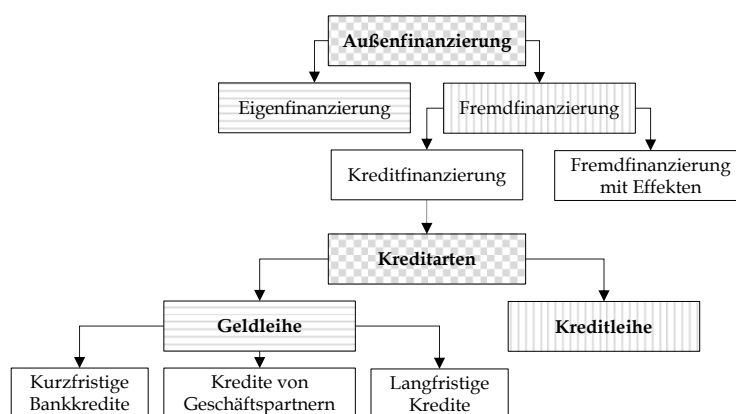 Außenfinanzierung
Eigenfinanzierung
Fremdfinanzierung
Kreditfinanzierung
Fremdfinanzierung
mit Effekten
Kreditarten
Geldleihe
Kreditleihe
Kurzfristige
Bankkredite
Kredite von
Geschäftspartnern
Langfristige
Kredite